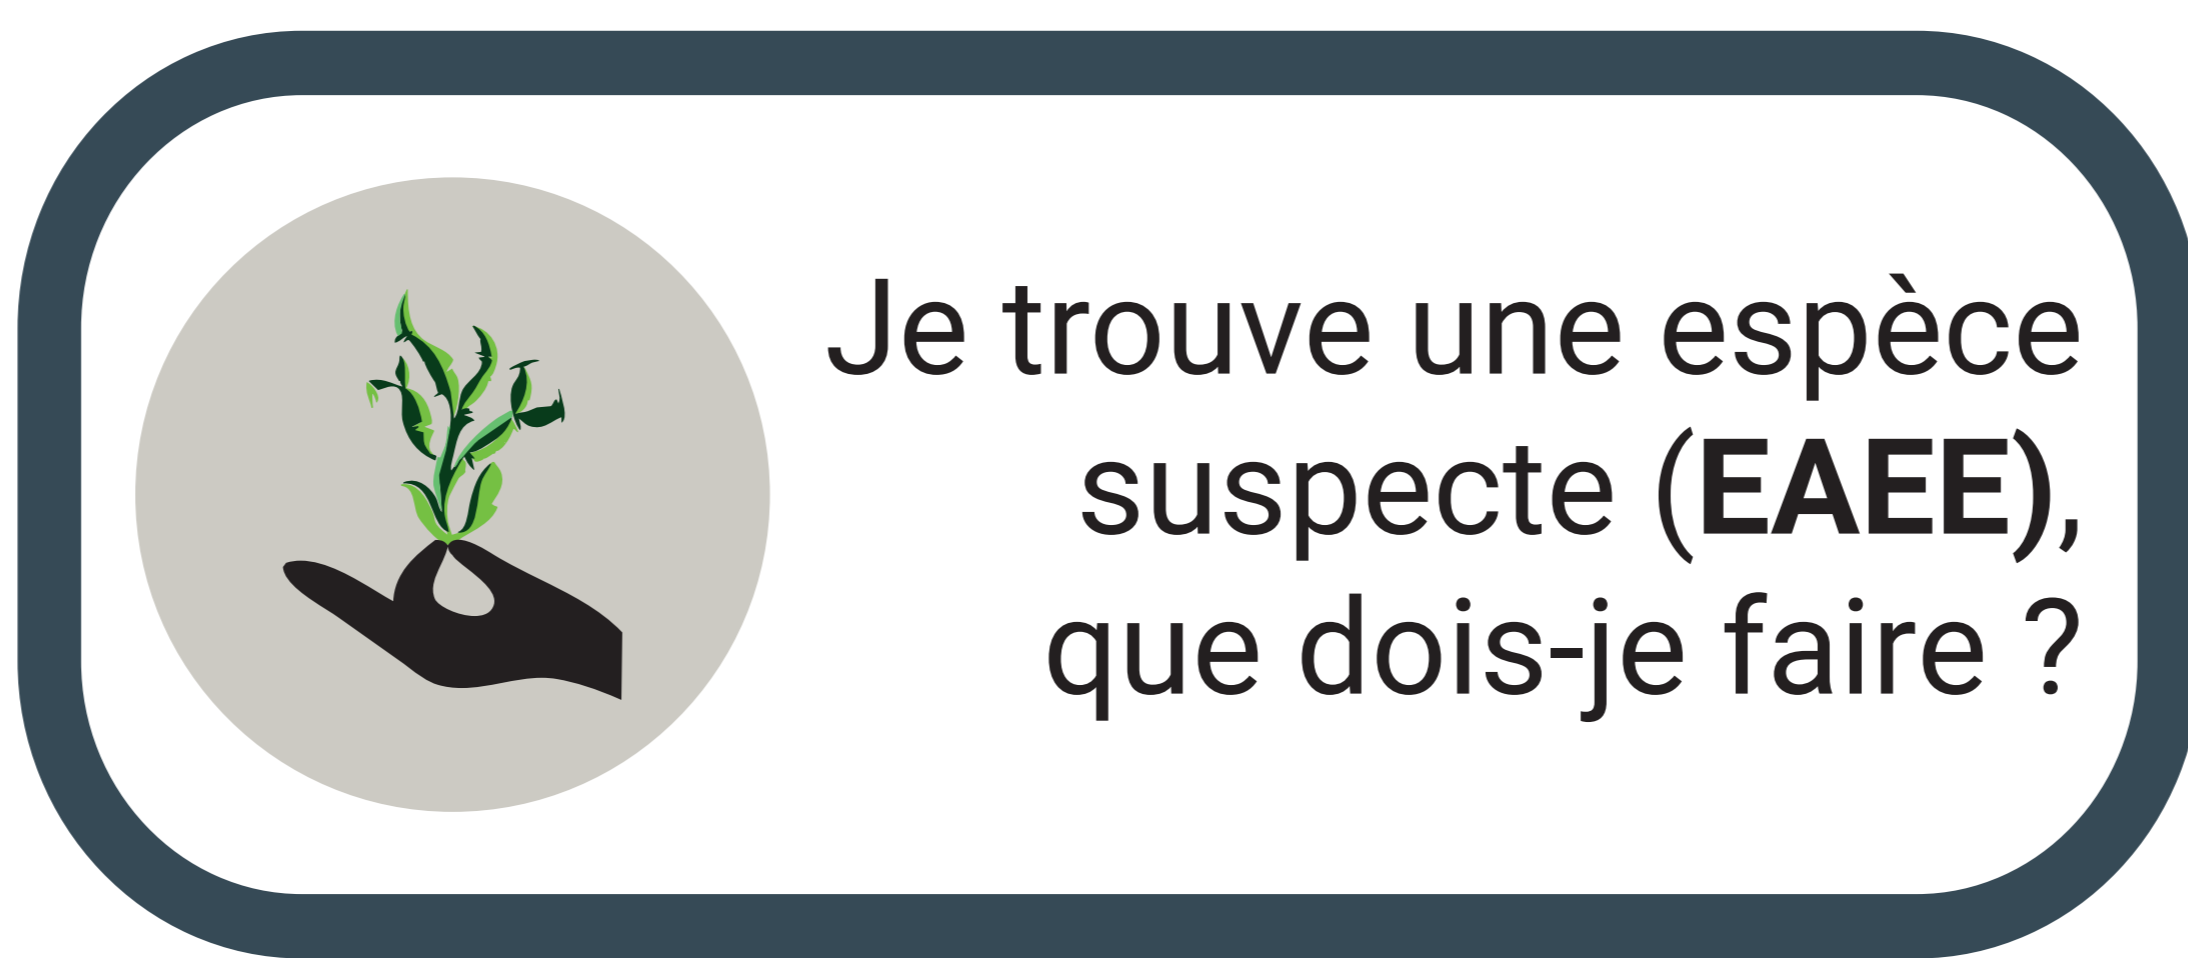 Je trouve une espèce
suspecte (EAEE),
que dois-je faire ?